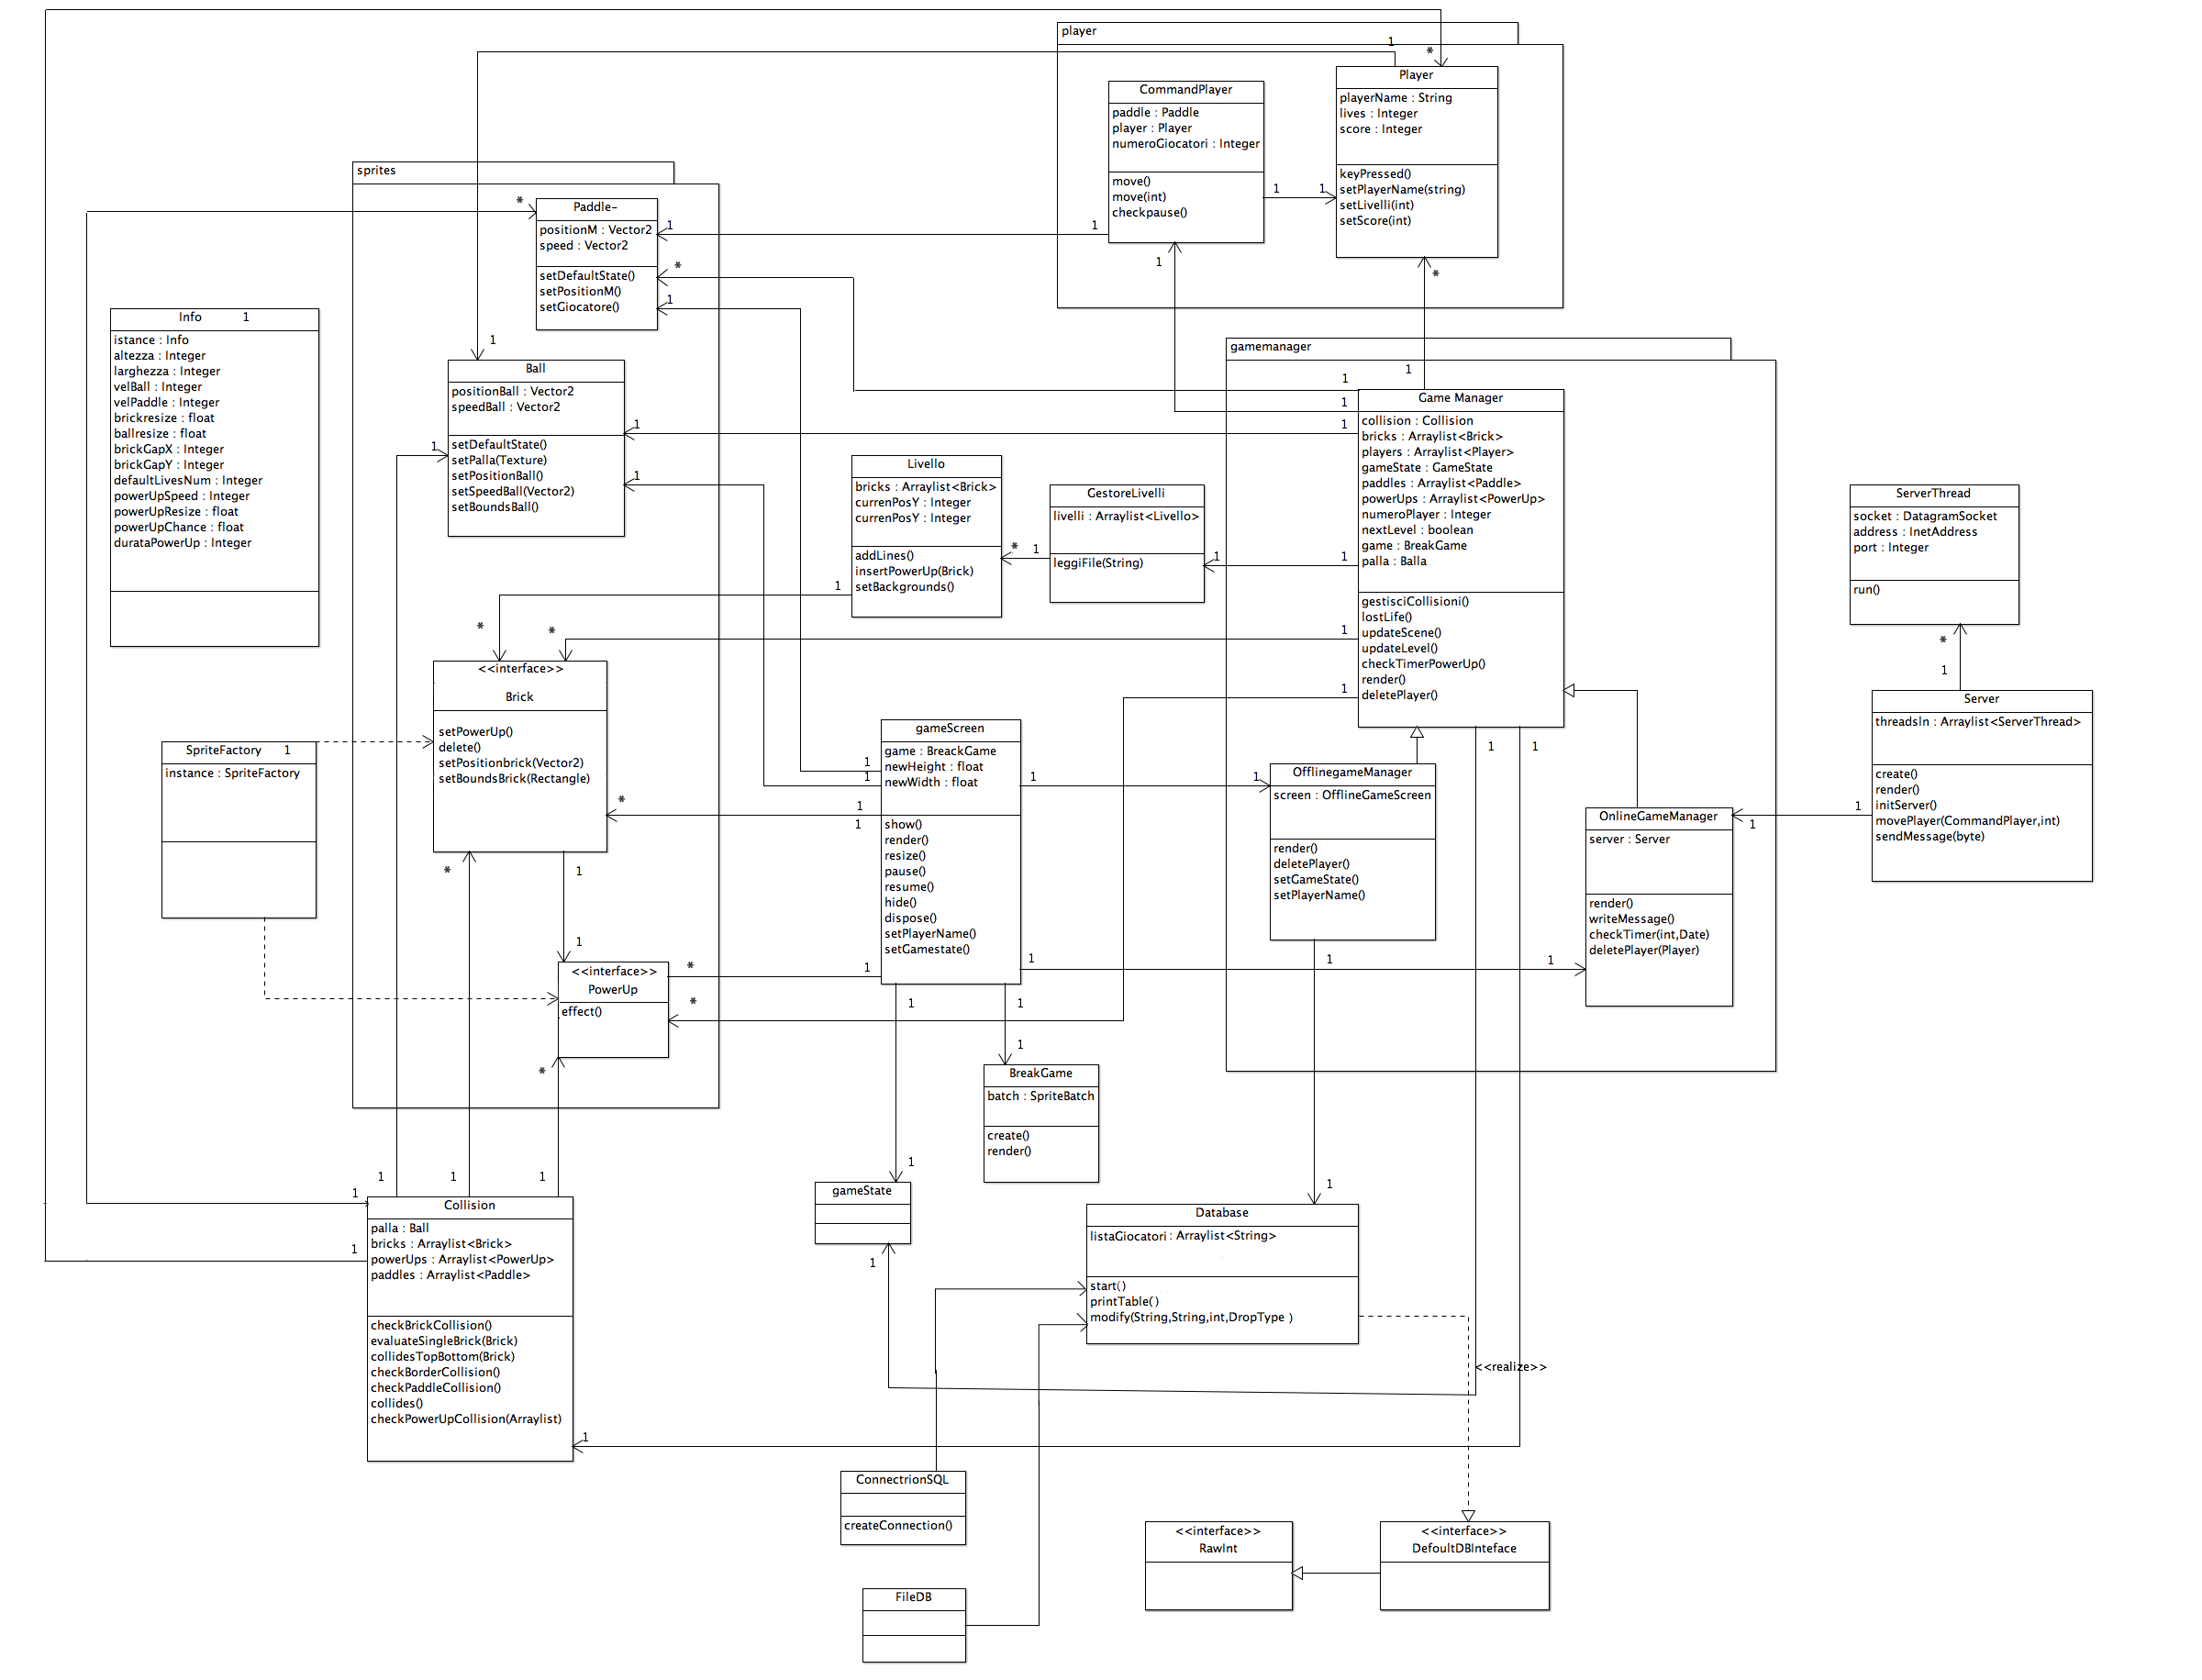 player
1
*
Player
playerName : String
lives : Integer
score : Integer
keyPressed()
setPlayerName(string)
setLivelli(int)
setScore(int)
CommandPlayer
paddle : Paddle
player : Player
numeroGiocatori : Integer
move()
move(int)
checkpause()
1
1
1
1
*
sprites
*
Paddle-
positionM : Vector2
speed : Vector2
setDefaultState()
setPositionM()
setGiocatore()
1
*
1
Info
1
istance : Info
altezza : Integer
larghezza : Integer
velBall : Integer
velPaddle : Integer
brickresize : float
ballresize : float
brickGapX : Integer
brickGapY : Integer
defaultLivesNum : Integer
powerUpSpeed : Integer
powerUpResize : float
powerUpChance : float
durataPowerUp : Integer
1
Ball
positionBall : Vector2
speedBall : Vector2
setDefaultState()
setPalla(Texture)
setPositionBall()
setSpeedBall(Vector2)
setBoundsBall()
1
1
1
gamemanager
1
1
1
1
1
1
1
Game Manager
collision : Collision
bricks : Arraylist<Brick>
players : Arraylist<Player>
gameState : GameState
paddles : Arraylist<Paddle>
powerUps : Arraylist<PowerUp>
numeroPlayer : Integer
nextLevel : boolean
game : BreakGame
palla : Balla
gestisciCollisioni()
lostLife()
updateScene()
updateLevel()
checkTimerPowerUp()
render()
deletePlayer()
1
1
Livello
bricks : Arraylist<Brick>
currenPosY : Integer
currenPosY : Integer
addLines()
insertPowerUp(Brick)
setBackgrounds()
1
*
1
GestoreLivelli
livelli : Arraylist<Livello>
leggiFile(String)
1
ServerThread
socket : DatagramSocket
address : InetAddress
port : Integer
run()
*
1
Server
threadsIn : Arraylist<ServerThread>
create()
render()
initServer()
movePlayer(CommandPlayer,int)
sendMessage(byte)
1
1
*
*
<<interface>>
Brick
setPowerUp()
delete()
setPositionbrick(Vector2)
setBoundsBrick(Rectangle)
*
*
1
1
SpriteFactory
1
instance : SpriteFactory
gameScreen
game : BreackGame
newHeight : float
newWidth : float
show()
render()
resize()
pause()
resume()
hide()
dispose()
setPlayerName()
setGamestate()
1
1
1
1
1
1
1
1
1
1
1
OfflinegameManager
screen : OfflineGameScreen
render()
deletePlayer()
setGameState()
setPlayerName()
1
OnlineGameManager
server : Server
render()
writeMessage()
checkTimer(int,Date)
deletePlayer(Player)
<<interface>>
PowerUp
effect()
*
*
*
1
BreakGame
batch : SpriteBatch
create()
render()
1
gameState
1
1
1
1
1
1
Collision
palla : Ball
bricks : Arraylist<Brick>
powerUps : Arraylist<PowerUp>
paddles : Arraylist<Paddle>
checkBrickCollision()
evaluateSingleBrick(Brick)
collidesTopBottom(Brick)
checkBorderCollision()
checkPaddleCollision()
collides()
checkPowerUpCollision(Arraylist)
1
1
Database
listaGiocatori : Arraylist<String>
start()
printTable()
modify(String,String,int,DropType )
<<realize>>
ConnectrionSQL
createConnection()
FileDB
<<interface>>
RawInt
<<interface>>
DefoultDBInteface